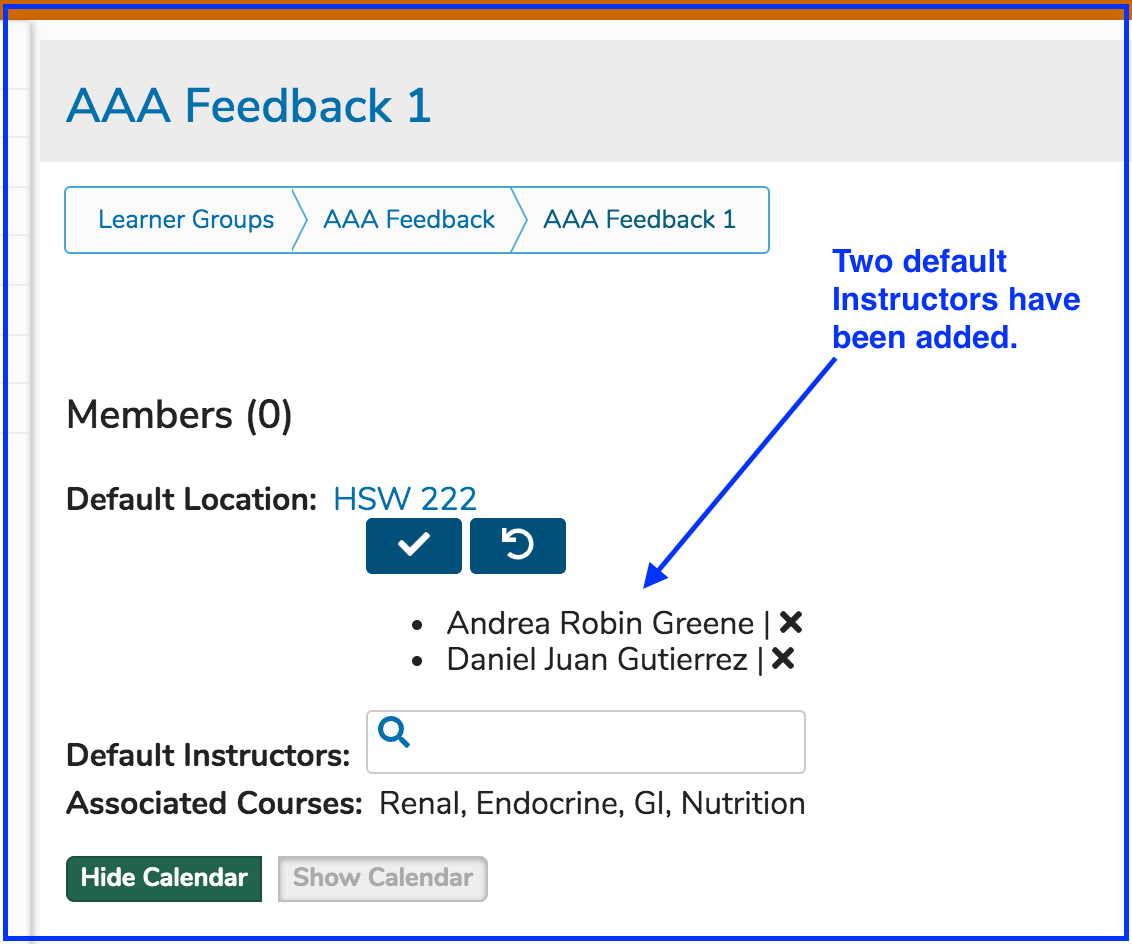 AAA Feedback 1
Learner Groups AAA Feedback AAA Feedback 1
Two default
Instructors have
been added.
Members (0)
Default Location: HSW 222
Andrea Robin Greene |
Daniel Juan Gutierrez |
Default Instructors:
Associated Courses: Renal, Endocrine, GI, Nutrition
Hide Calendar Show Calendar